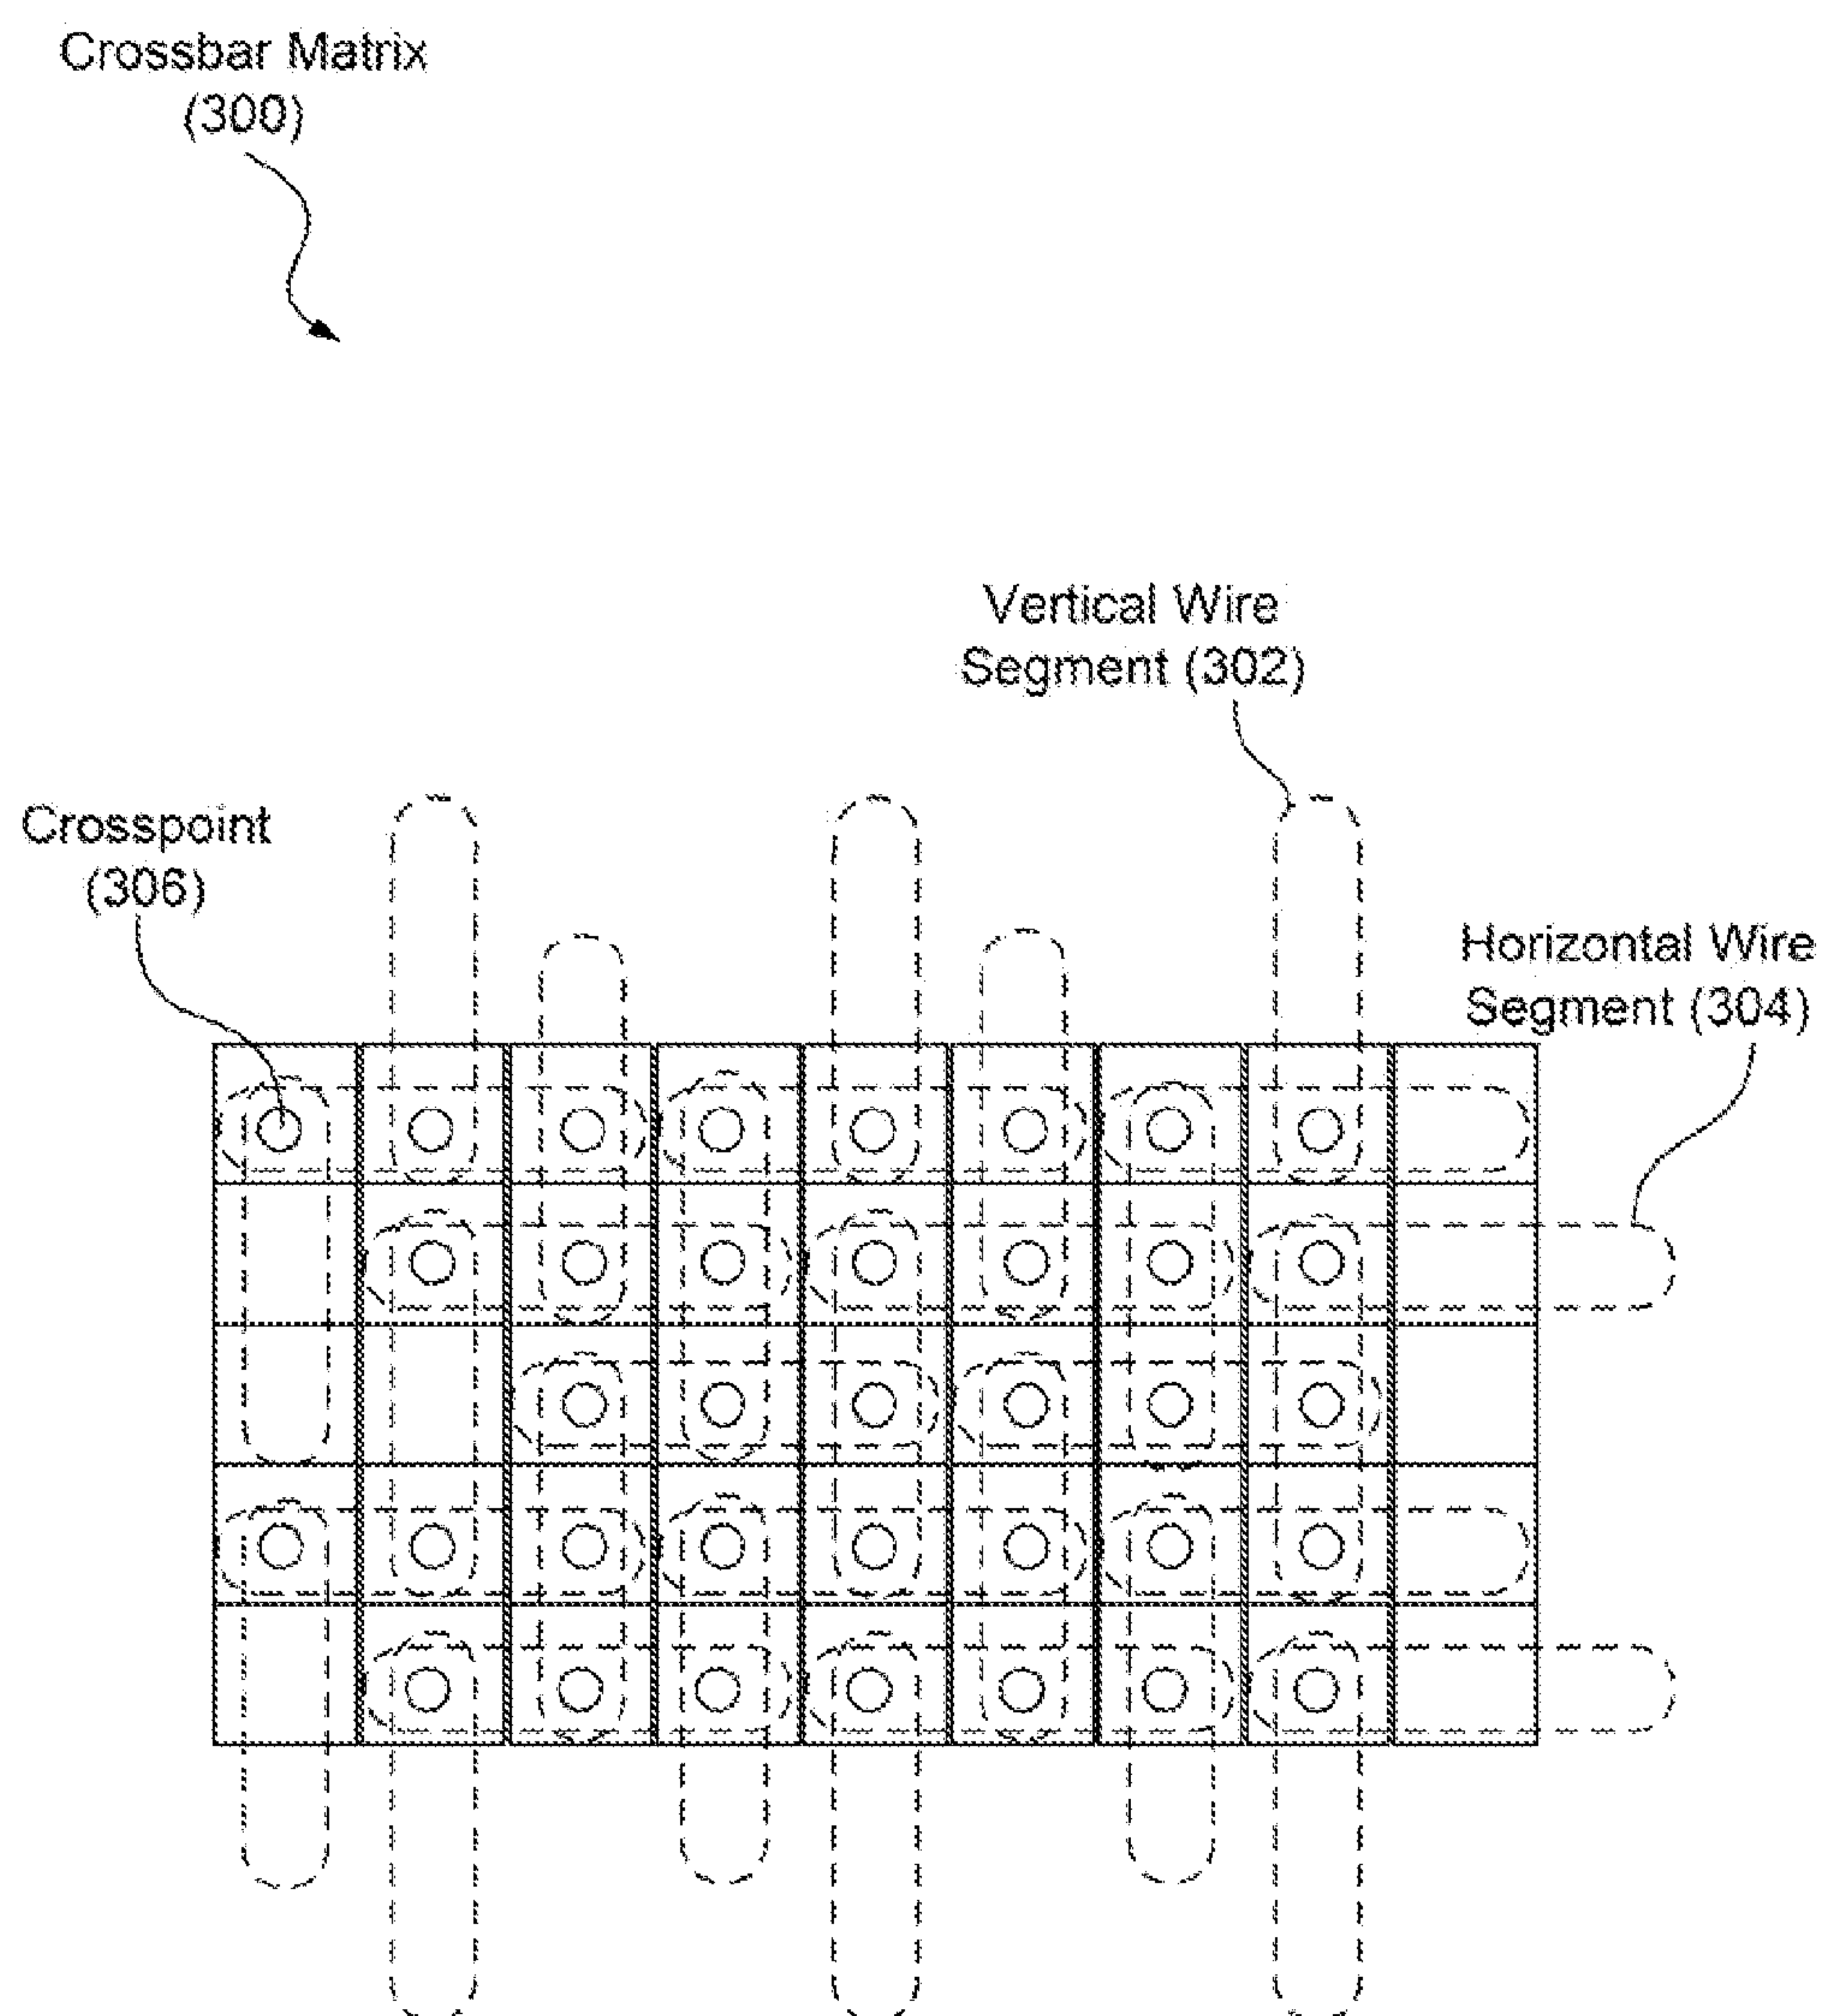 Crossbar Matrix
(300)
Vertical Wire
Segment (302)
Crosspoint
(306)
Horizontal Wire
Segment (304)